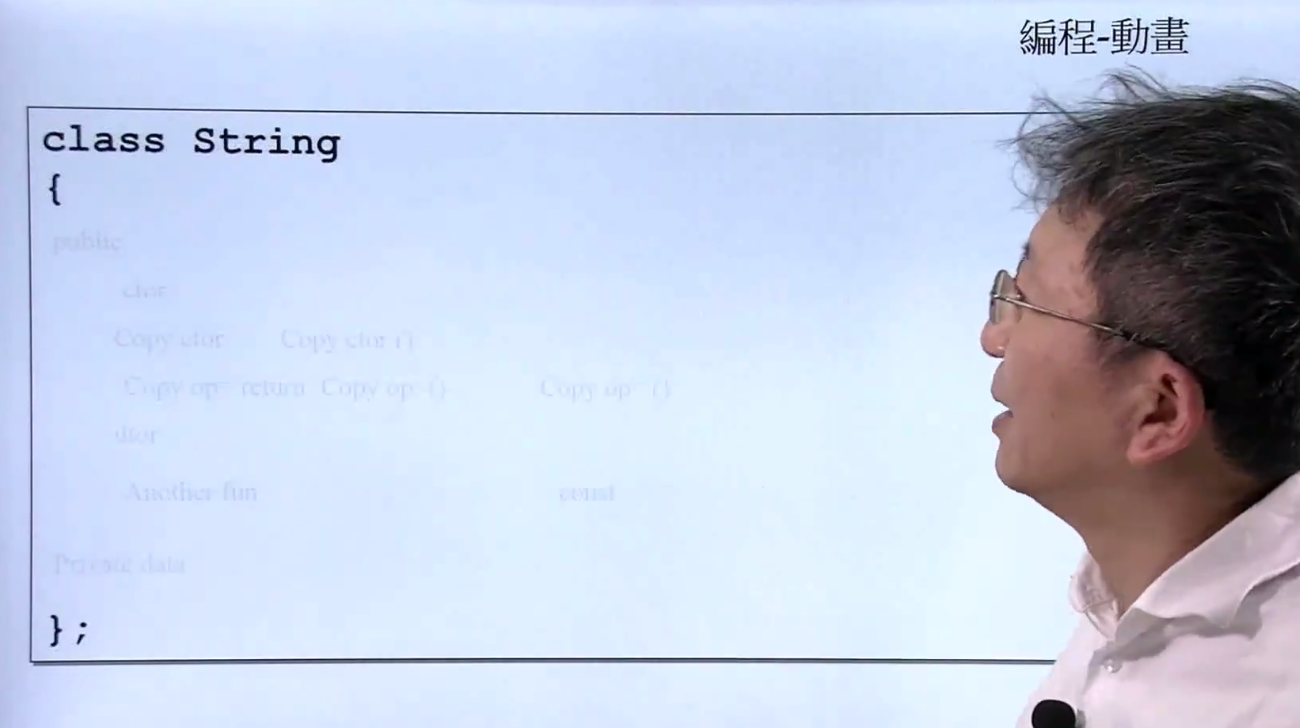 編程-動畫
class String
{
public
ctor
Copy ctor Copy ctor ()
Copy op= return Copy op= () Copy op= ()
dtor
Another fun const
Private data
};